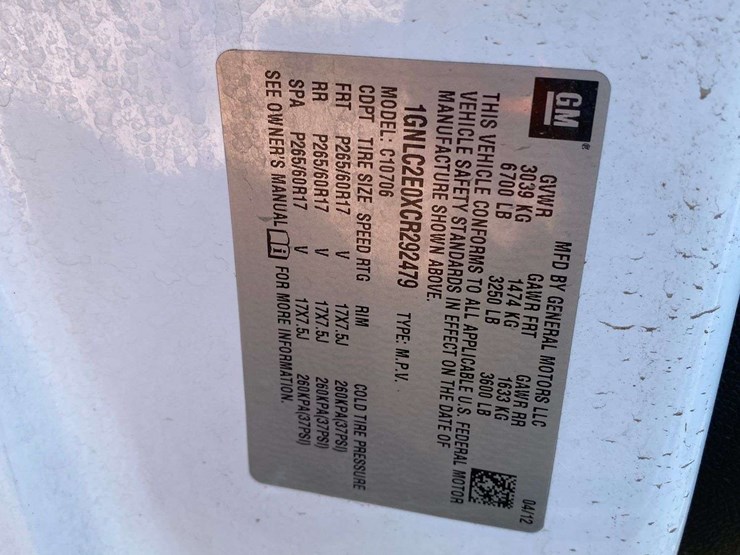 GM®
MFD BY GENERAL MOTORS LLC 04/12
GVWR GAWR FRT GAWR RR
3039 KG 1474 KG 1633 KG
6700 LB 3250 LB 3600 LB
THIS VEHICLE CONFORMS TO ALL APPLICABLE U.S. FEDERAL MOTOR
VEHICLE SAFETY STANDARDS IN EFFECT ON THE DATE OF
MANUFACTURE SHOWN ABOVE.
1GNLC2E0XCR292479 TYPE: M.P.V.
MODEL: C10706
CDPT TIRE SIZE SPEED RTG RIM COLD TIRE PRESSURE
FRT P265/60R17 V 17X7.5J 260KPA(37PSI)
RR P265/60R17 V 17X7.5J 260KPA(37PSI)
SPA P265/60R17 V 17X7.5J 260KPA(37PSI)
SEE OWNER'S MANUAL FOR MORE INFORMATION.